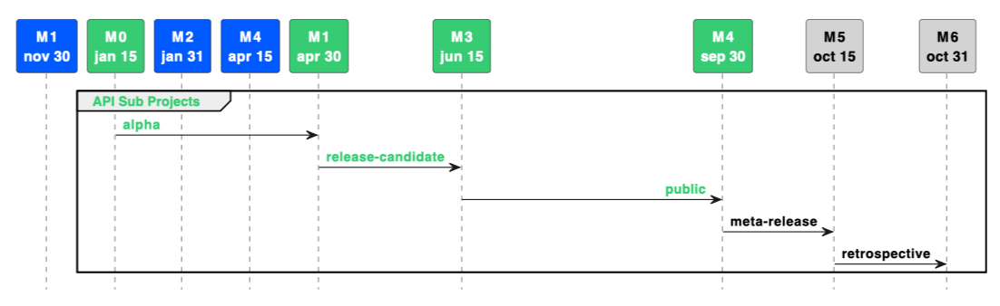 M1
nov 30
M0
jan 15
M2
jan 31
M4
apr 15
M1
apr 30
M3
jun 15
M4
sep 30
M5
oct 15
M6
oct 31
API Sub Projects
alpha
release-candidate
public
meta-release
retrospective